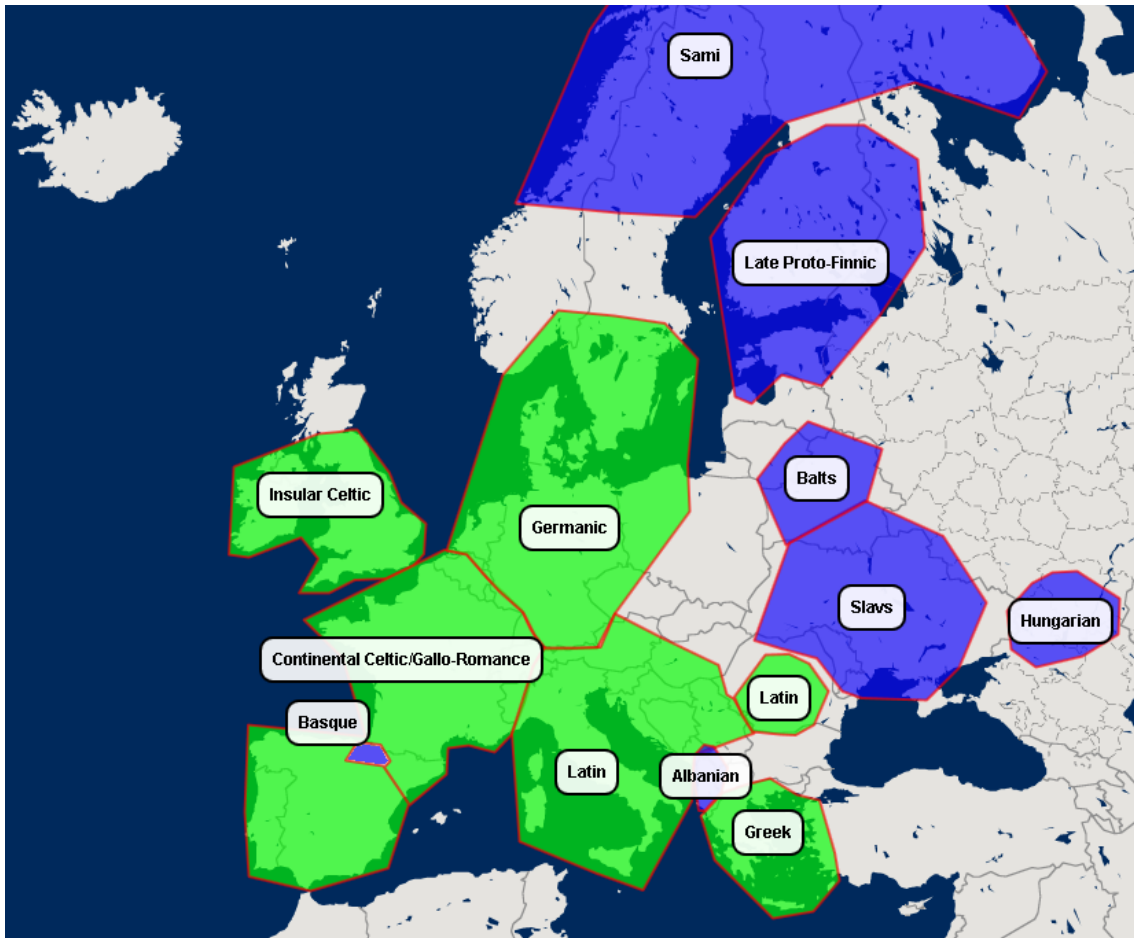 Sami
Late Proto-Finnic
Balts
Insular Celtic
Germanic
Slavs
Hungarian
Continental Celtic/Gallo-Romance
Latin
Basque
Latin
Albanian
Greek